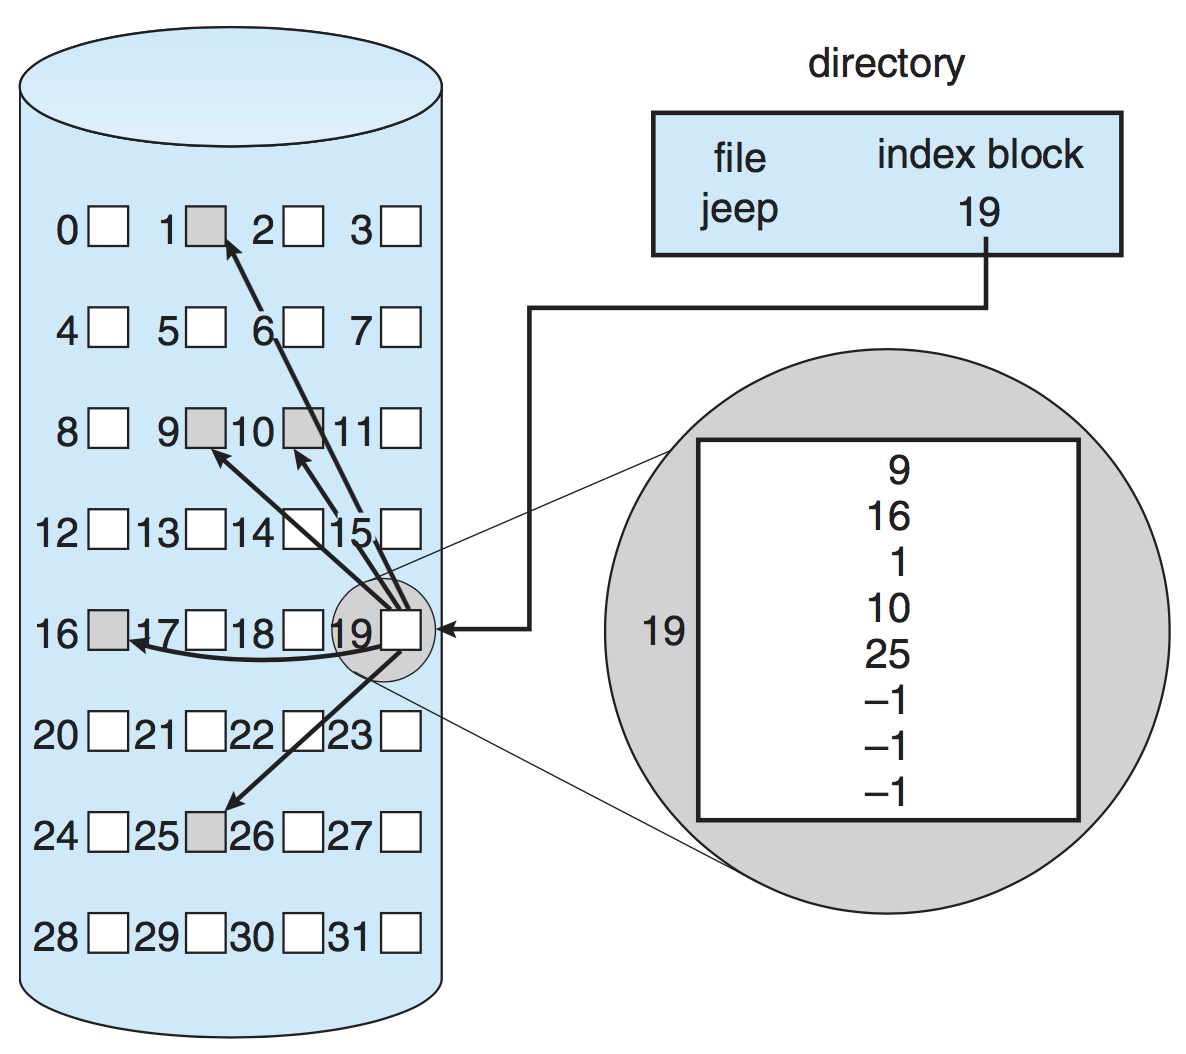 directory
file index block
jeep 19
0 1 2 3
4 5 6 7
8 9 10 11
12 13 14 15
16 17 18 19
20 21 22 23
24 25 26 27
28 29 30 31
19
9
16
1
10
25
–1
–1
–1